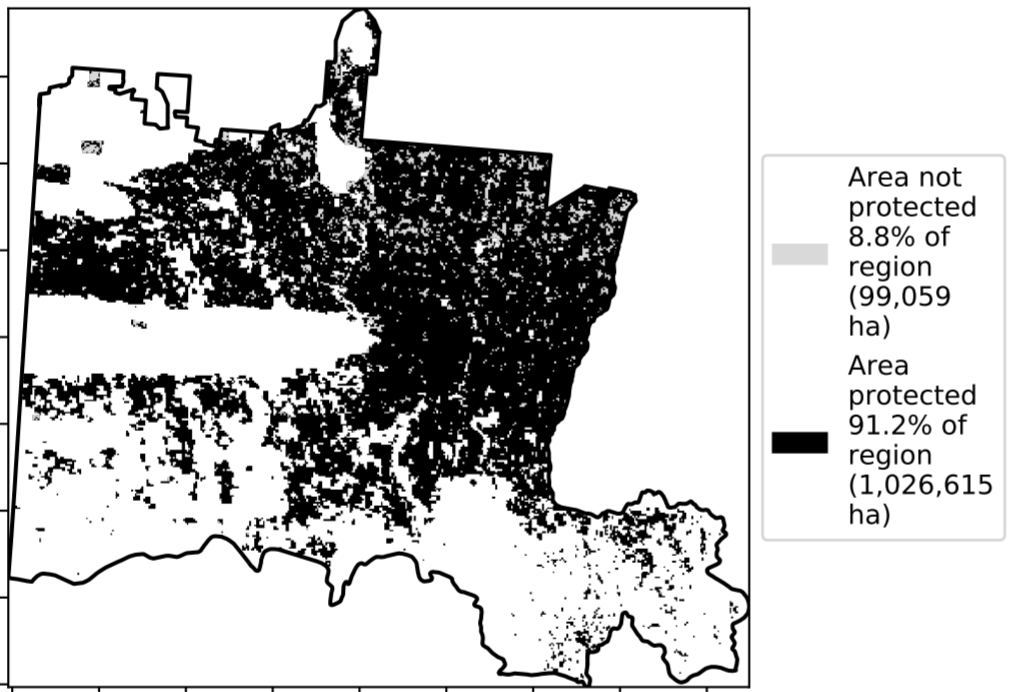 Area not
protected
8.8% of
region
(99,059
ha)
Area
protected
91.2% of
region
(1,026,615
ha)